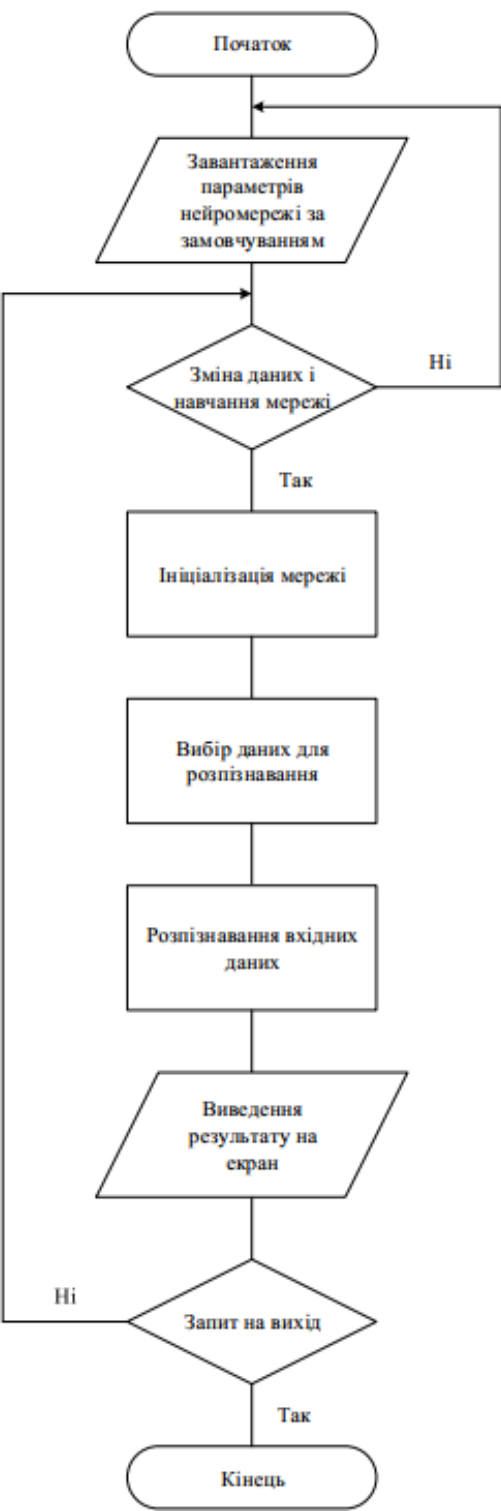 Початок
Завантаження
параметрів
нейромережі за
замовчуванням
Зміна даних і
навчання мережі
Ні
Так
Ініціалізація мережі
Вибір даних для
розпізнавання
Розпізнавання вхідних
даних
Виведення
результату на
екран
Ні
Запит на вихід
Так
Кінець